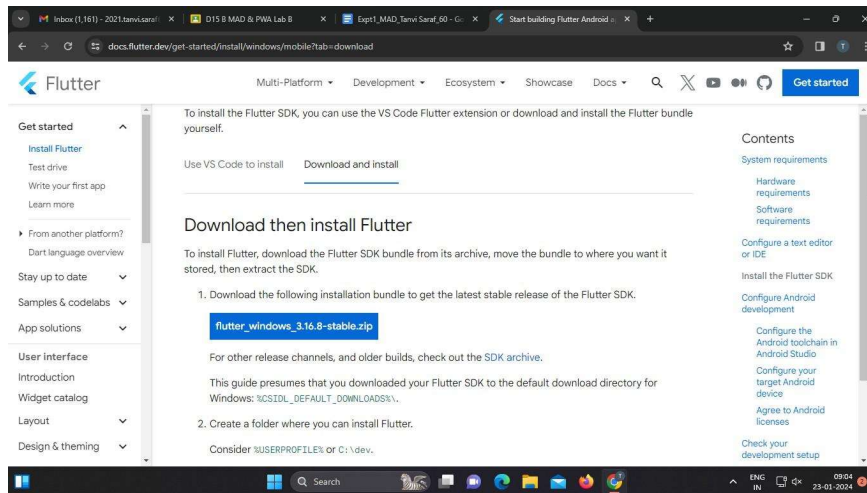 Inbox (1,161) - 2021.tanvi.saraf
D15 B MAD & PWA Lab B
Expt1_MAD_Tanvi Saraf_60 - Go
Start building Flutter Android a
docs.flutter.dev/get-started/install/windows/mobile?tab=download
Flutter
Multi-Platform
Development
Ecosystem
Showcase
Docs
Get started
Get started
Install Flutter
Test drive
Write your first app
Learn more
From another platform?
Dart language overview
Stay up to date
Samples & codelabs
App solutions
User interface
Introduction
Widget catalog
Layout
Design & theming
To install the Flutter SDK, you can use the VS Code Flutter extension or download and install the Flutter bundle
yourself.
Use VS Code to install
Download and install
Download then install Flutter
To install Flutter, download the Flutter SDK bundle from its archive, move the bundle to where you want it
stored, then extract the SDK.
1. Download the following installation bundle to get the latest stable release of the Flutter SDK.
flutter_windows_3.16.8-stable.zip
For other release channels, and older builds, check out the SDK archive.
This guide presumes that you downloaded your Flutter SDK to the default download directory for
Windows: %CSIDL_DEFAULT_DOWNLOADS%\.
2. Create a folder where you can install Flutter.
Consider %USERPROFILE% or C:\dev.
Contents
System requirements
Hardware
requirements
Software
requirements
Configure a text editor
or IDE
Install the Flutter SDK
Configure Android
development
Configure the
Android toolchain in
Android Studio
Configure your
target Android
device
Agree to Android
licenses
Check your
development setup
Search
ENG
IN
09:04
23-01-2024